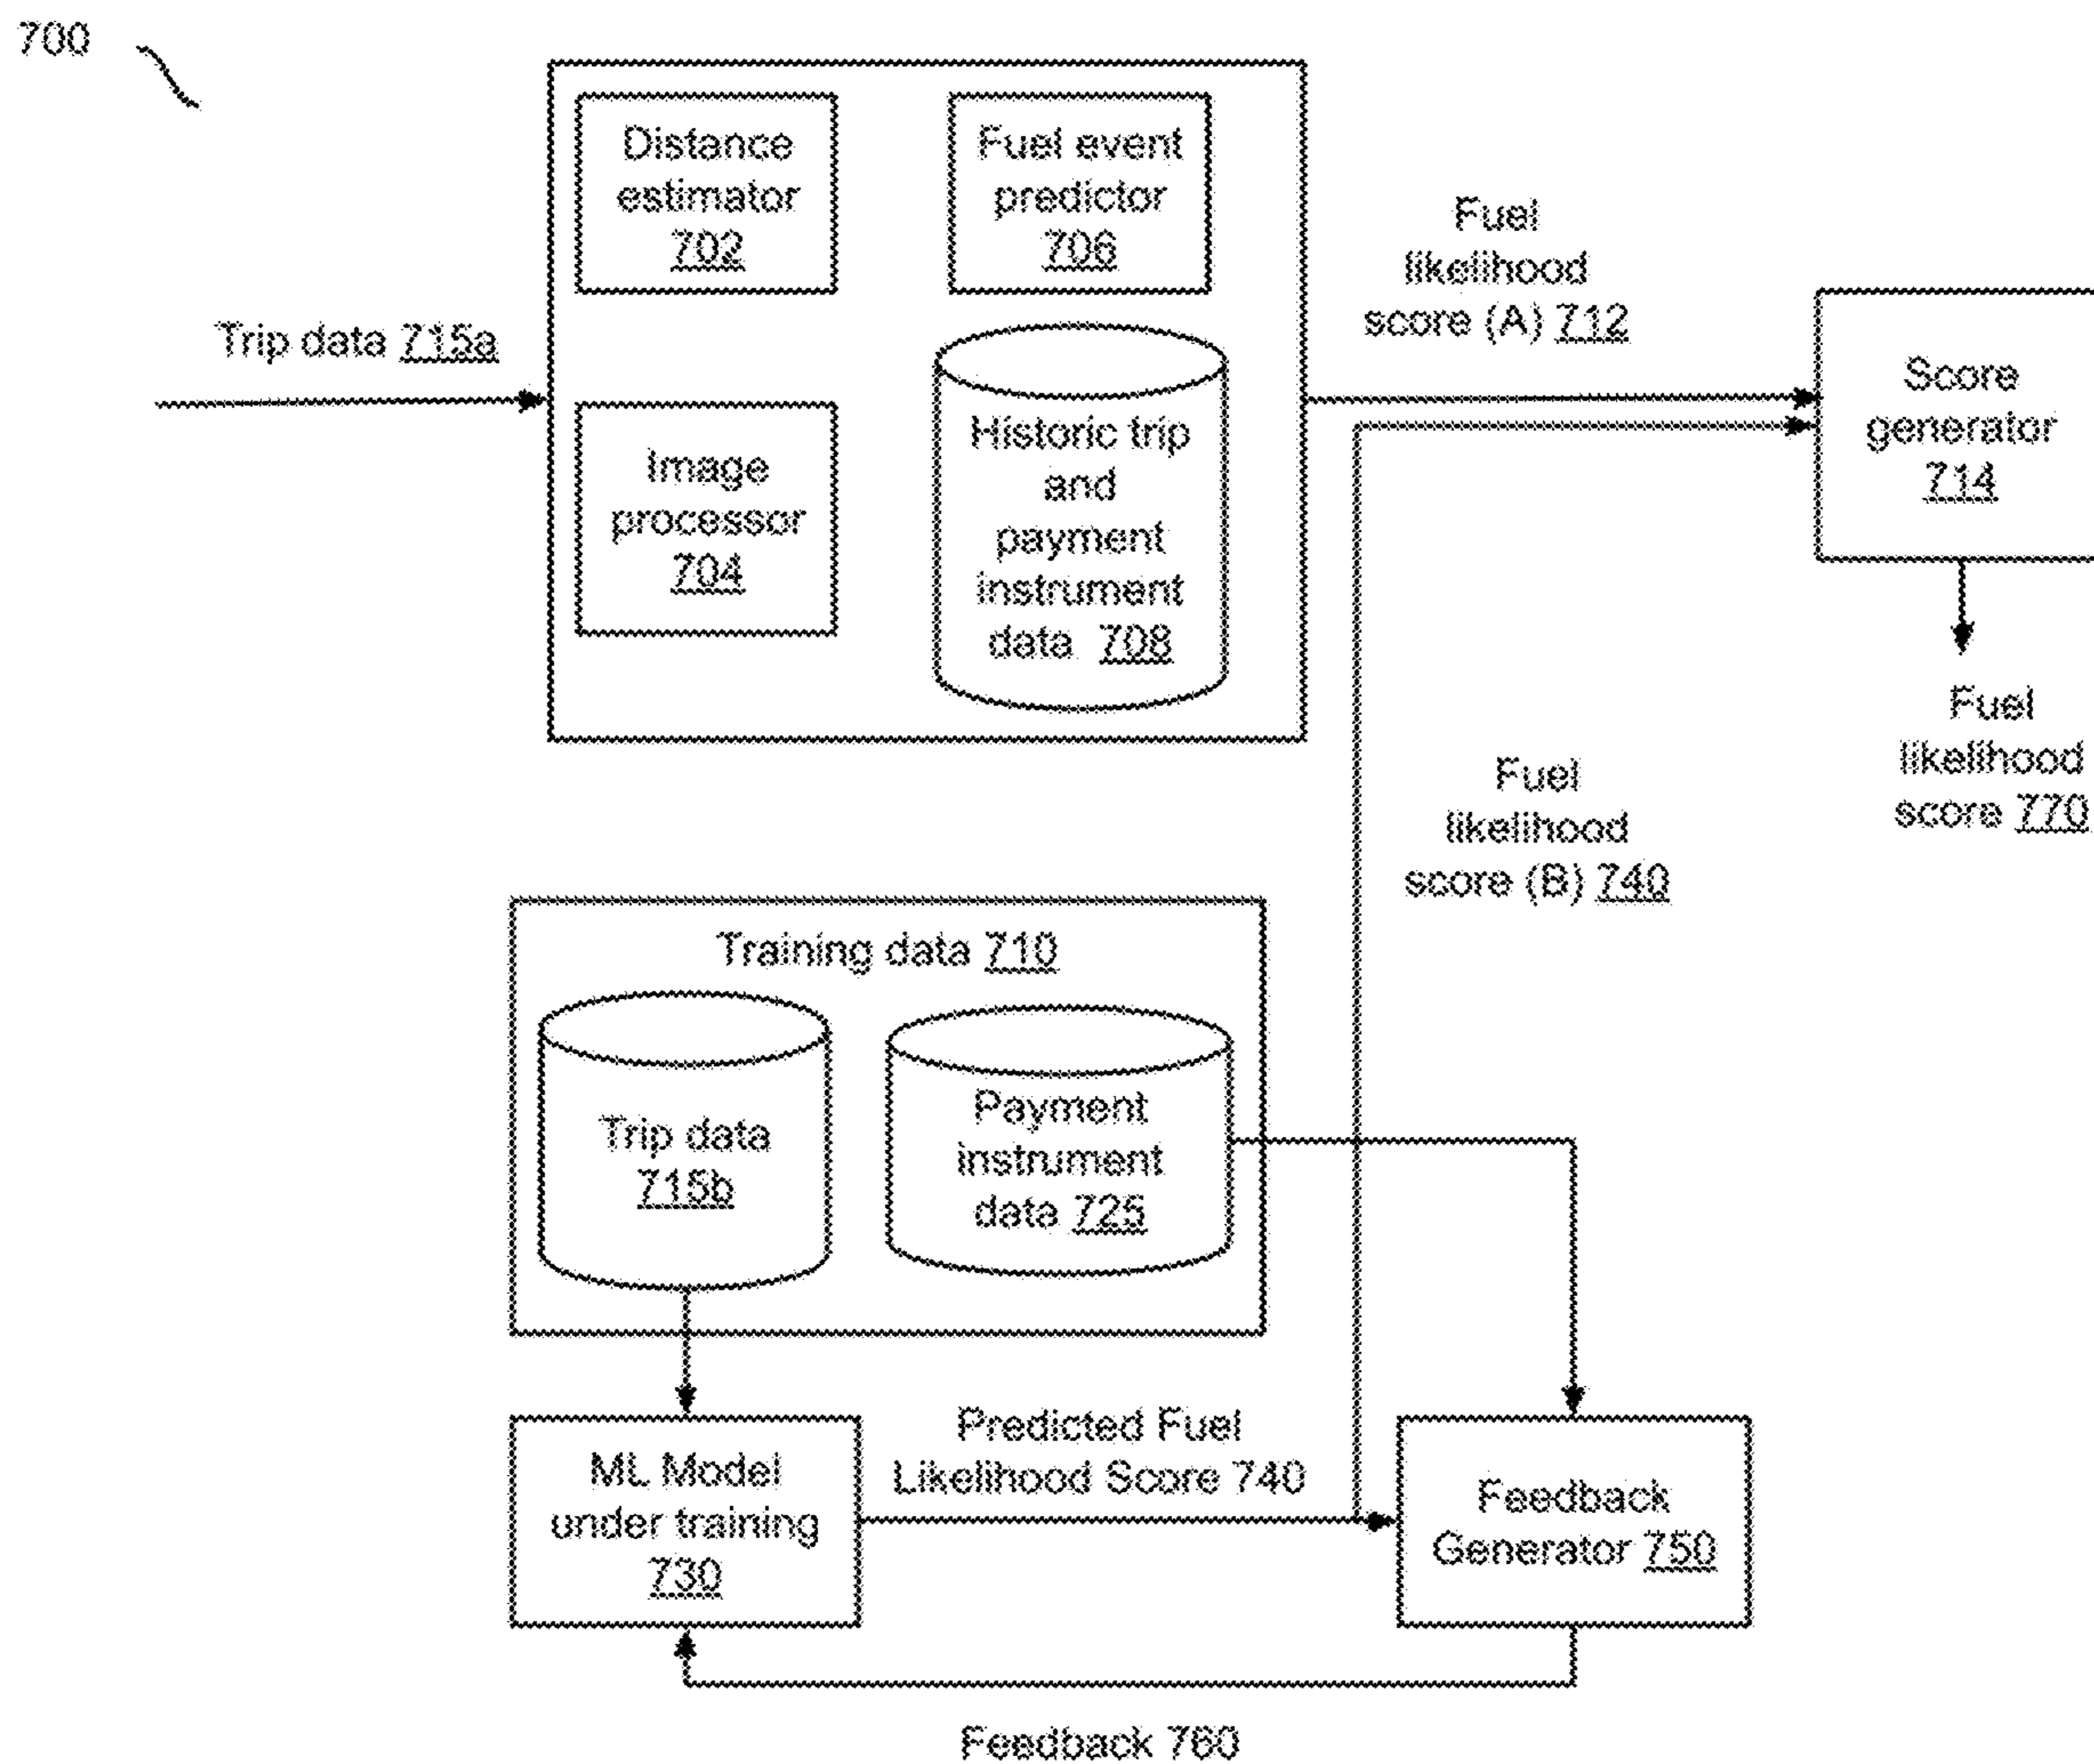 700
Distance
estimator
702
Fuel event
predictor
706
Trip data 715a
Image
processor
704
Historic trip
and
payment
instrument
data 708
Fuel
likelihood
score (A) 712
Score
generator
714
Fuel
likelihood
score 770
Fuel
likelihood
score (B) 740
Training data 710
Trip data
715b
Payment
instrument
data 725
ML Model
under training
730
Predicted Fuel
Likelihood Score 740
Feedback
Generator 750
Feedback 760